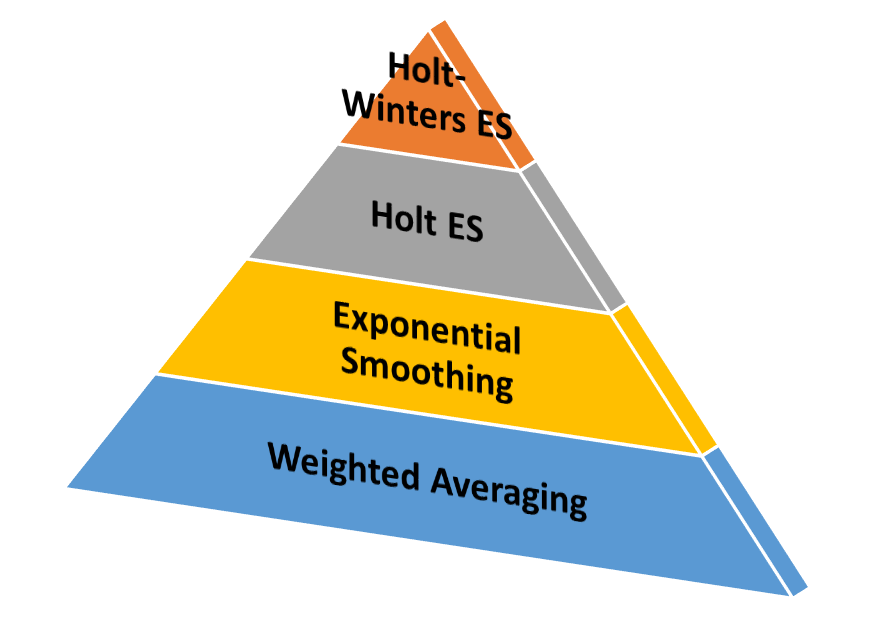 Holt-
Winters ES
Holt ES
Exponential
Smoothing
Weighted Averaging